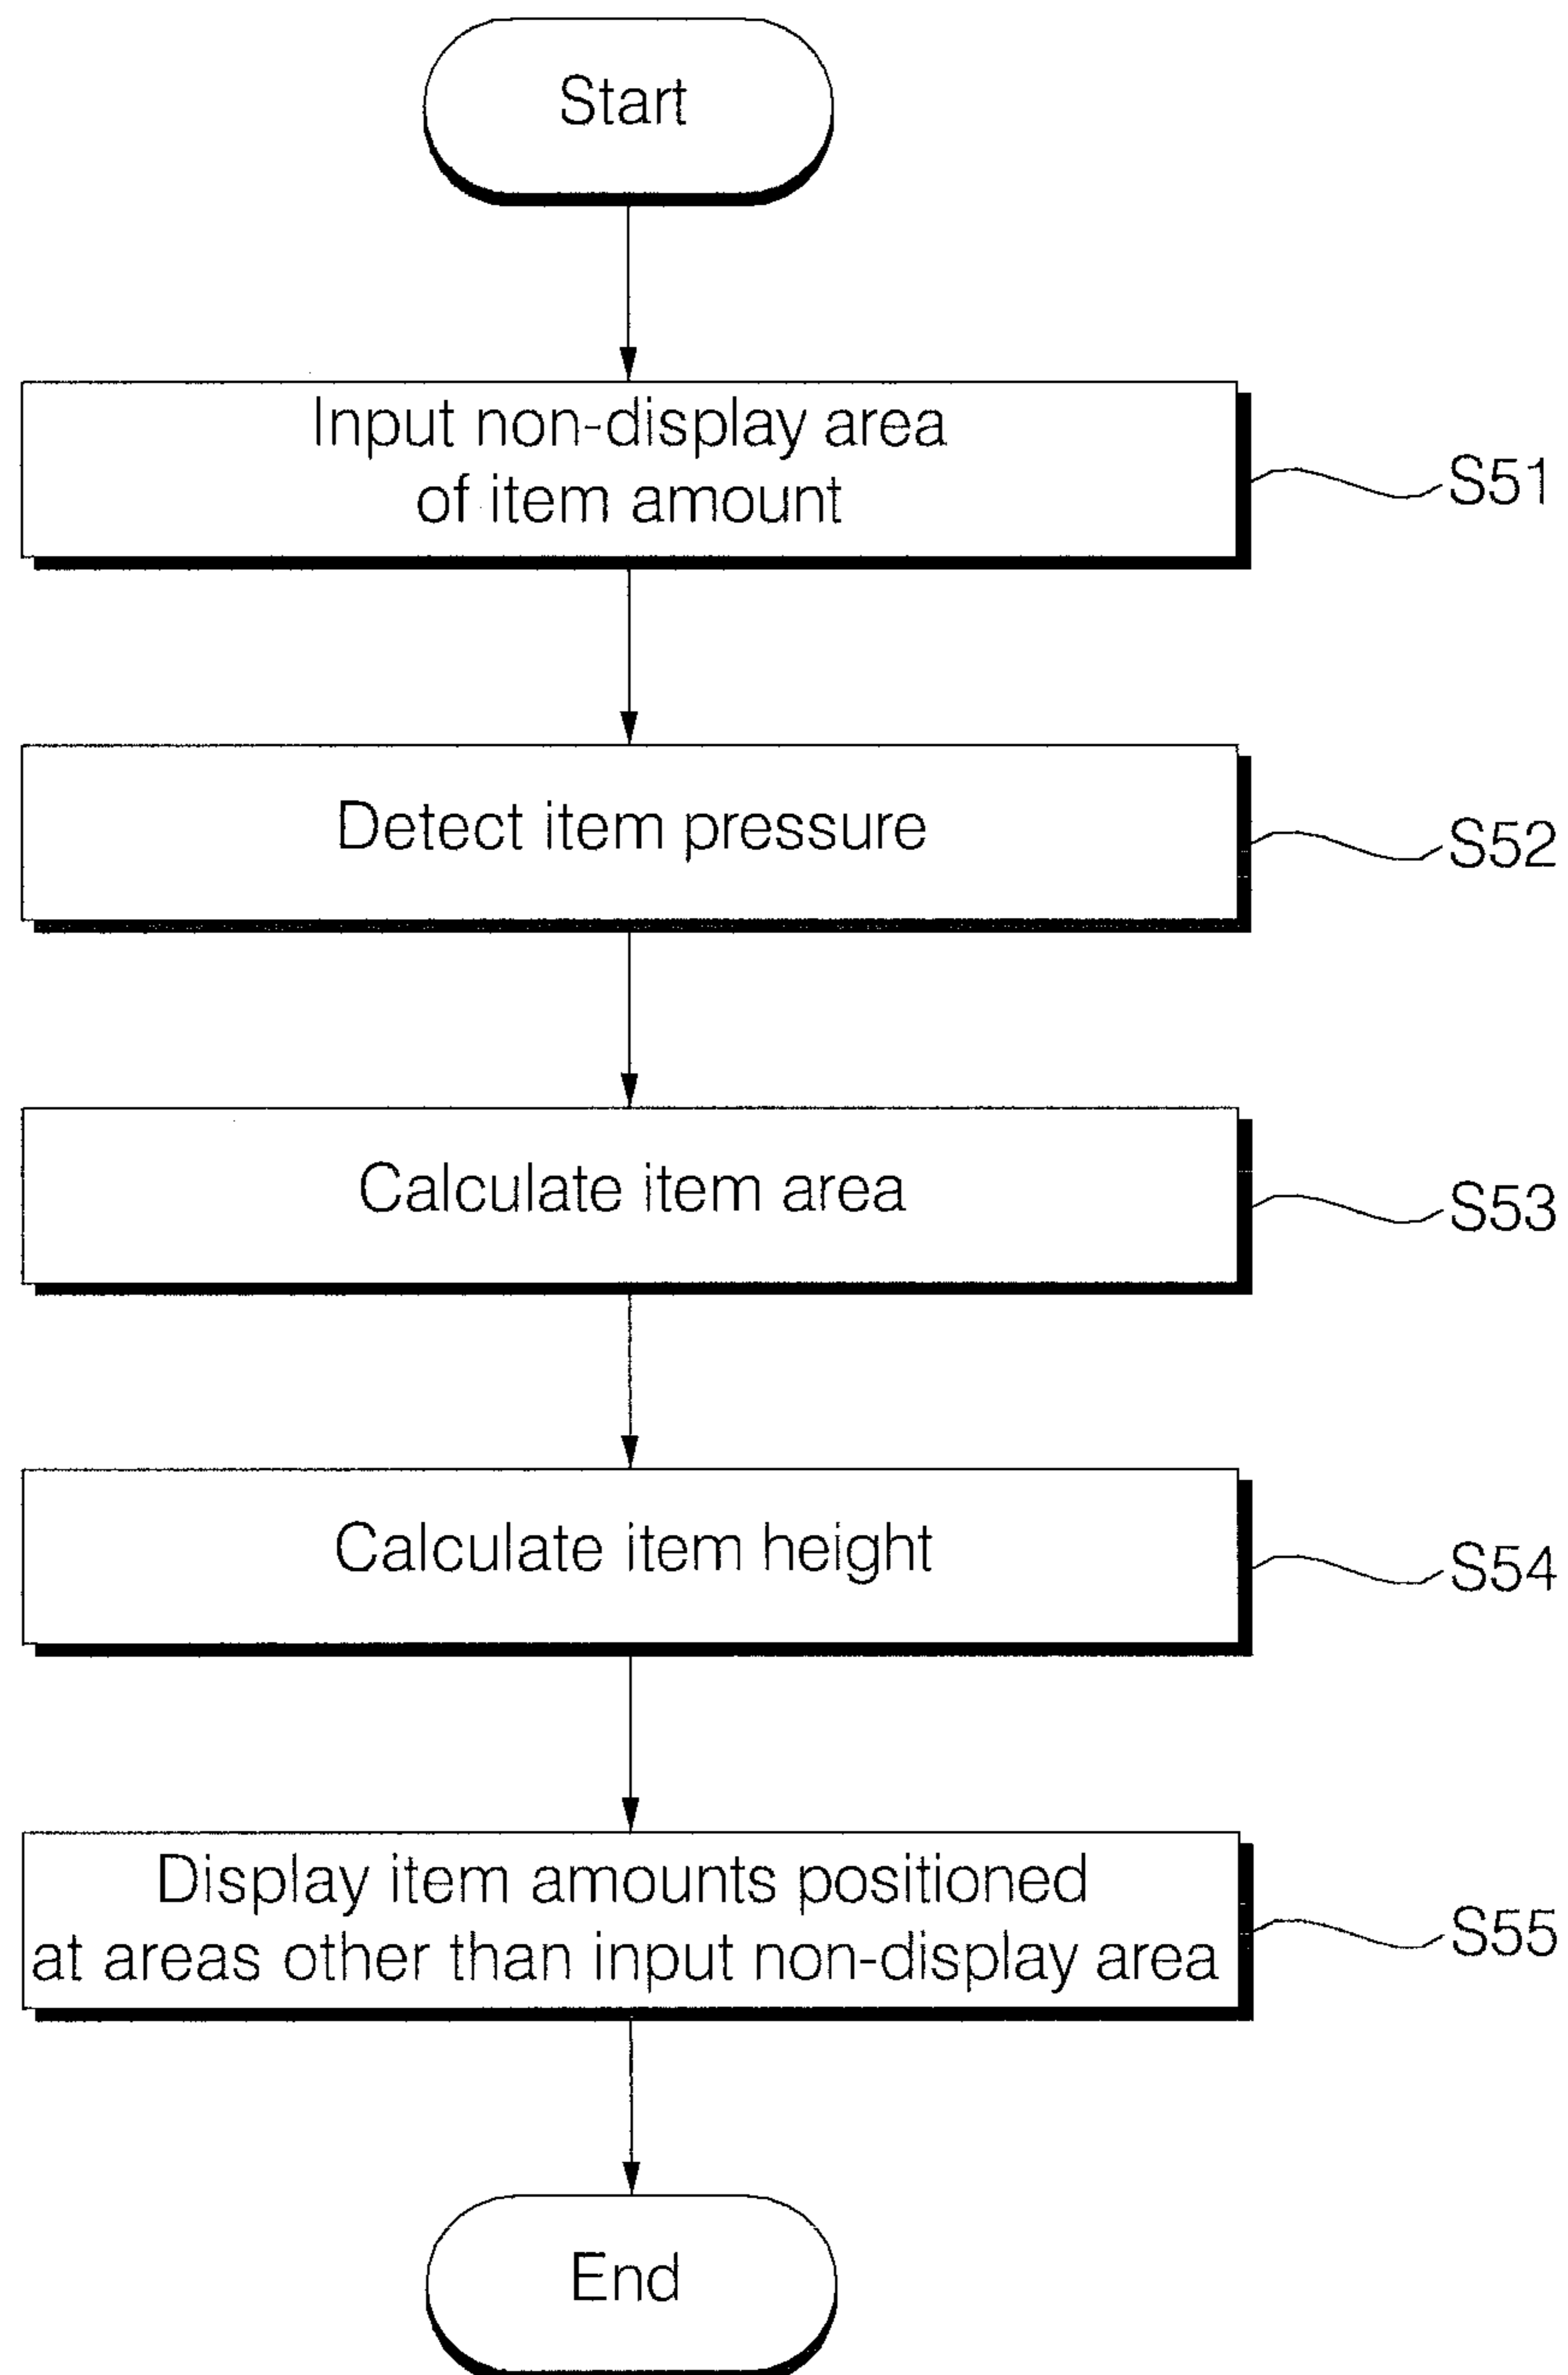 Start
Input non-display area
of item amount
S51
Detect item pressure
S52
Calculate item area
S53
Calculate item height
S54
Display item amounts positioned
at areas other than input non-display area
S55
End